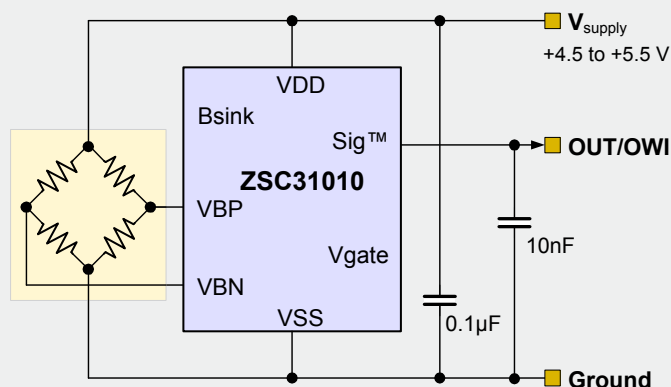 Vsupply
+4.5 to +5.5 V
VDD
Bsink
Sig™
OUT/OWI
ZSC31010
VBP
Vgate
10nF
VBN
0.1µF
VSS
Ground